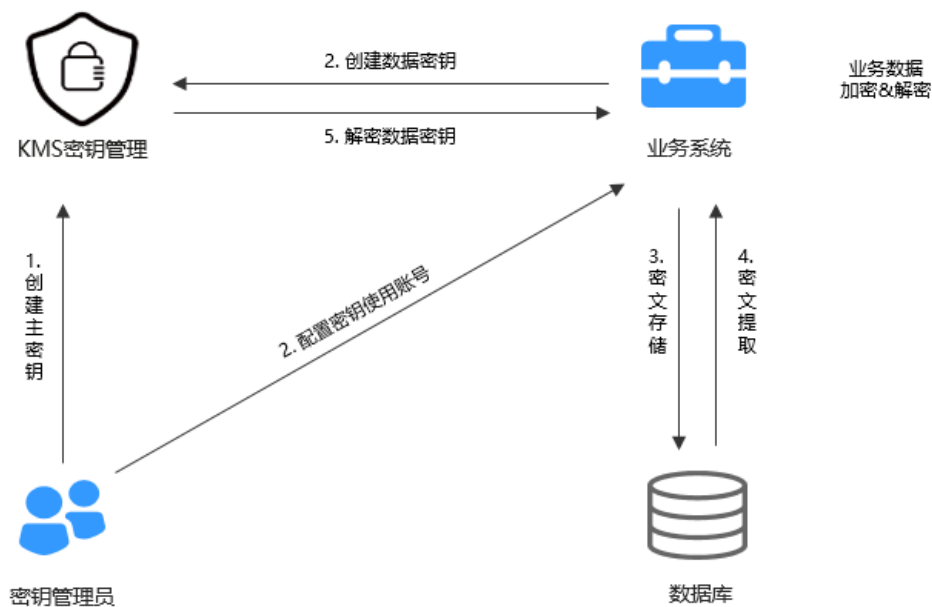 2. 创建数据密钥
业务数据
加密&解密
5. 解密数据密钥
KMS密钥管理
业务系统
1.
创
建
主
密
钥
2. 配置密钥使用账号
3.
密
文
存
储
4.
密
文
提
取
密钥管理员
数据库